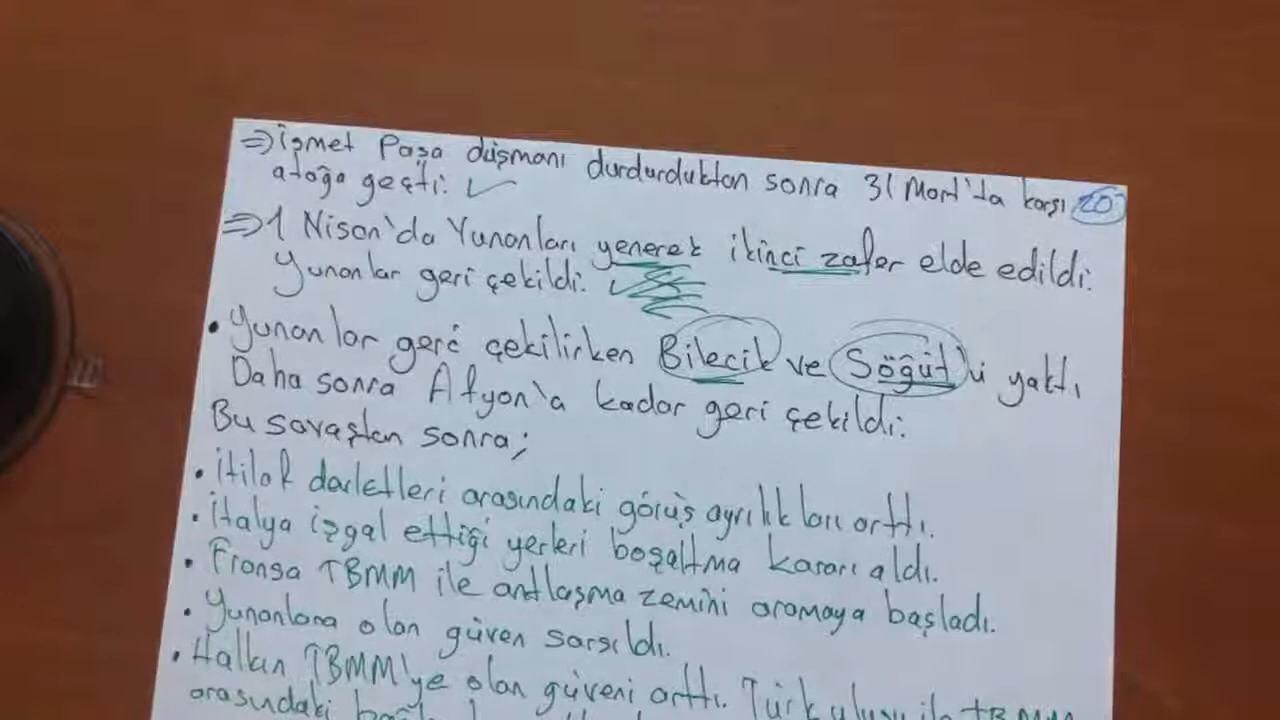 ⇒ İsmet Paşa düşmanı durdurduktan sonra 31 Mart'ta karşı 20
atağa geçti. ✓
⇒ 1 Nisan'da Yunanları yenerek ikinci zafer elde edildi.
Yunanlar geri çekildi.
• Yunanlar geri çekilirken Bilecik ve Söğüt'ü yaktı
Daha sonra Afyon'a kadar geri çekildi.
Bu savaştan sonra;
• İtilaf devletleri arasındaki görüş ayrılıkları arttı.
• İtalya işgal ettiği yerleri boşaltma kararı aldı.
• Fransa TBMM ile antlaşma zemini aramaya başladı.
• Yunanlara olan güven sarsıldı.
• Halkın TBMM'ye olan güveni arttı. Türk ulusu ile TBMM
arasındaki